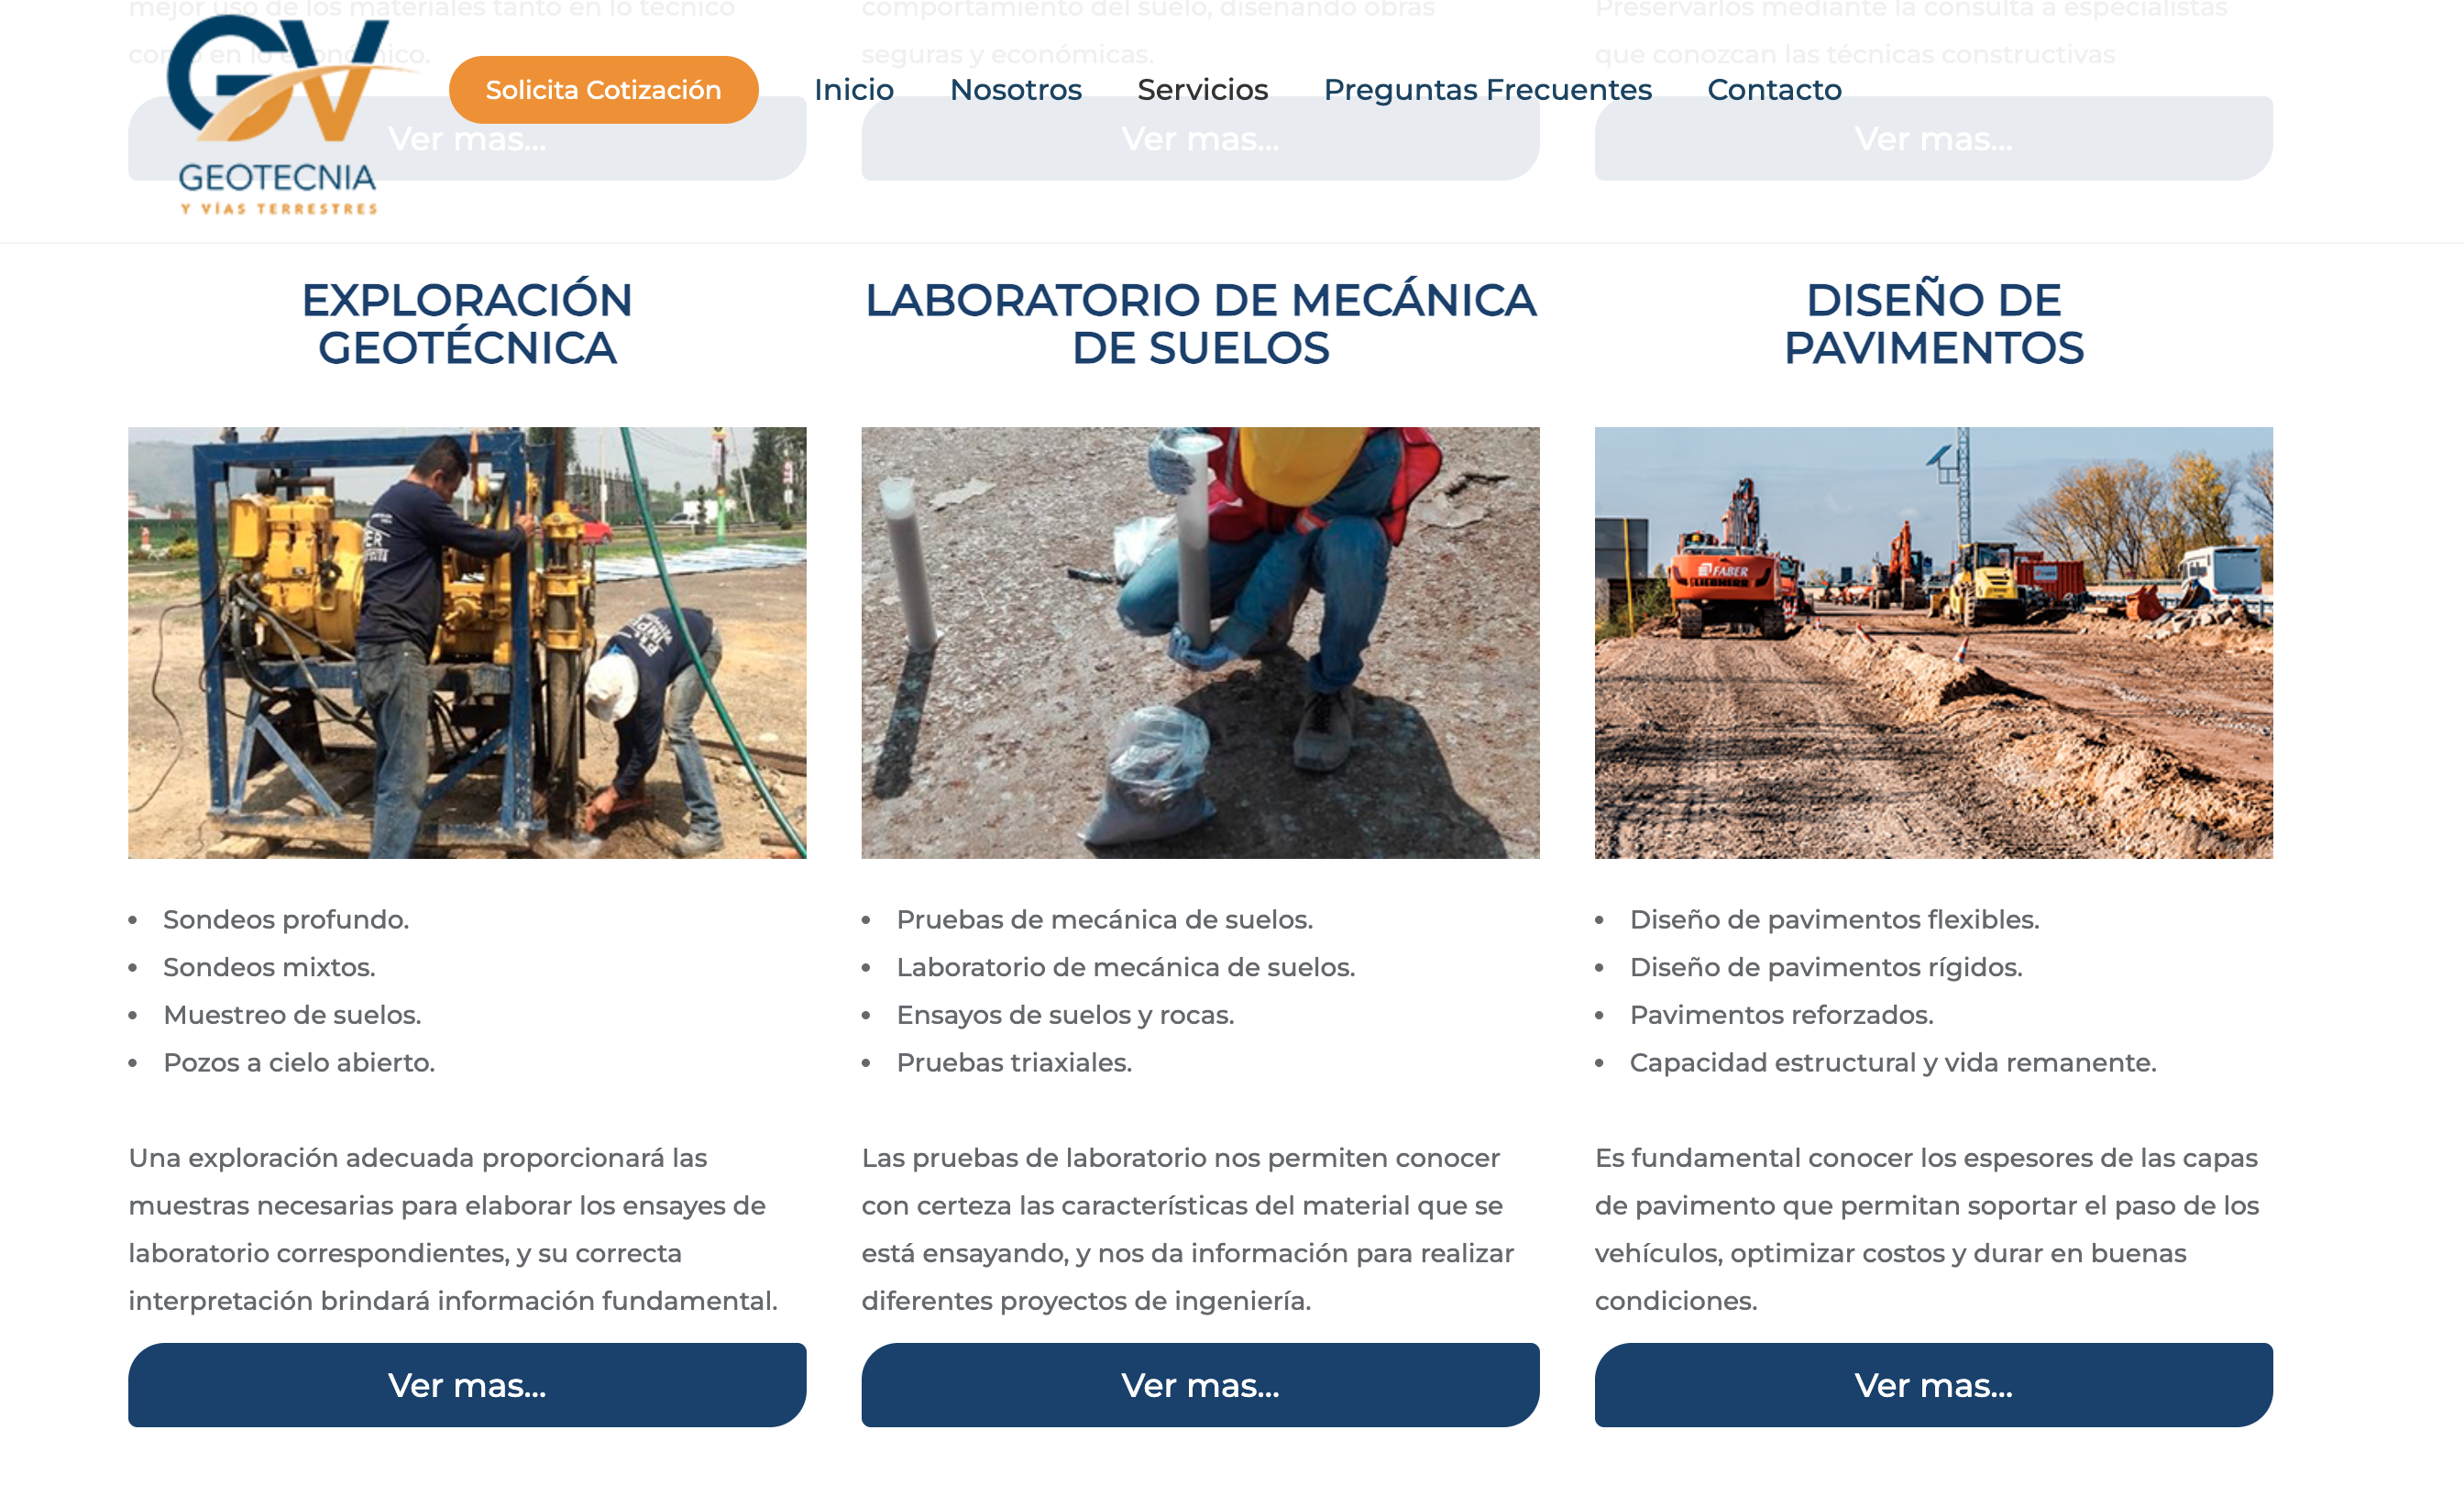 mejor uso de los materiales tanto en lo técnico
como en lo económico.
Ver mas...
comportamiento del suelo, diseñando obras
seguras y económicas.
Ver mas...
Preservarlos mediante la consulta a especialistas
que conozcan las técnicas constructivas
Ver mas...
GV
GEOTECNIA
Y VÍAS TERRESTRES
Solicita Cotización
Inicio
Nosotros
Servicios
Preguntas Frecuentes
Contacto
EXPLORACIÓN
GEOTÉCNICA
Sondeos profundo.
Sondeos mixtos.
Muestreo de suelos.
Pozos a cielo abierto.
Una exploración adecuada proporcionará las
muestras necesarias para elaborar los ensayes de
laboratorio correspondientes, y su correcta
interpretación brindará información fundamental.
Ver mas...
LABORATORIO DE MECÁNICA
DE SUELOS
Pruebas de mecánica de suelos.
Laboratorio de mecánica de suelos.
Ensayos de suelos y rocas.
Pruebas triaxiales.
Las pruebas de laboratorio nos permiten conocer
con certeza las características del material que se
está ensayando, y nos da información para realizar
diferentes proyectos de ingeniería.
Ver mas...
DISEÑO DE
PAVIMENTOS
FABER
LIEBHERR
Diseño de pavimentos flexibles.
Diseño de pavimentos rígidos.
Pavimentos reforzados.
Capacidad estructural y vida remanente.
Es fundamental conocer los espesores de las capas
de pavimento que permitan soportar el paso de los
vehículos, optimizar costos y durar en buenas
condiciones.
Ver mas...